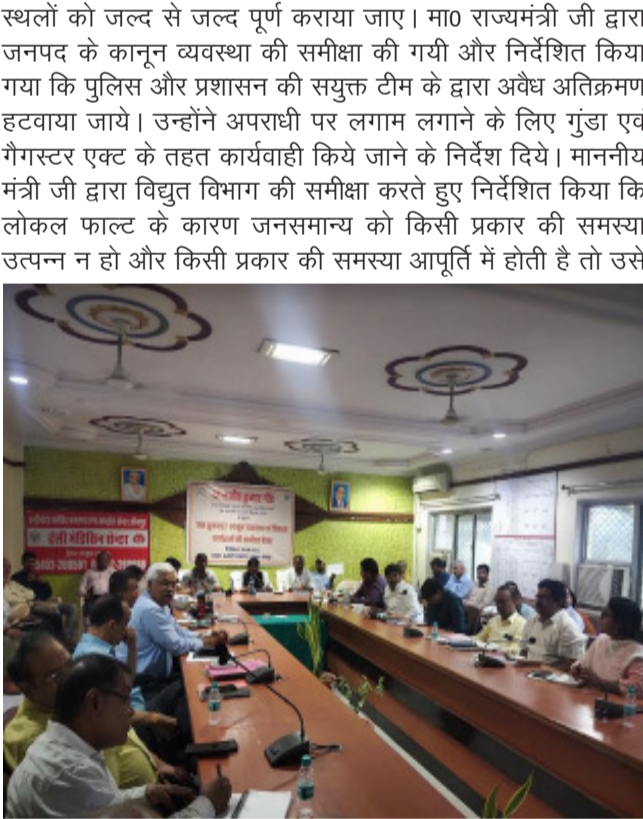 स्थलों को जल्द से जल्द पूर्ण कराया जाए। मा0 राज्यमंत्री जी द्वारा
जनपद के कानून व्यवस्था की समीक्षा की गयी और निर्देशित किया
गया कि पुलिस और प्रशासन की सयुक्त टीम के द्वारा अवैध अतिक्रमण
हटवाया जाये। उन्होंने अपराधी पर लगाम लगाने के लिए गुंडा एवं
गैगस्टर एक्ट के तहत कार्यवाही किये जाने के निर्देश दिये। माननीय
मंत्री जी द्वारा विद्युत विभाग की समीक्षा करते हुए निर्देशित किया कि
लोकल फाल्ट के कारण जनसमान्य को किसी प्रकार की समस्या
उत्पन्न न हो और किसी प्रकार की समस्या आपूर्ति में होती है तो उसे
संजीव कुमार गोंड
टेली मेडिसिन सेन्टर